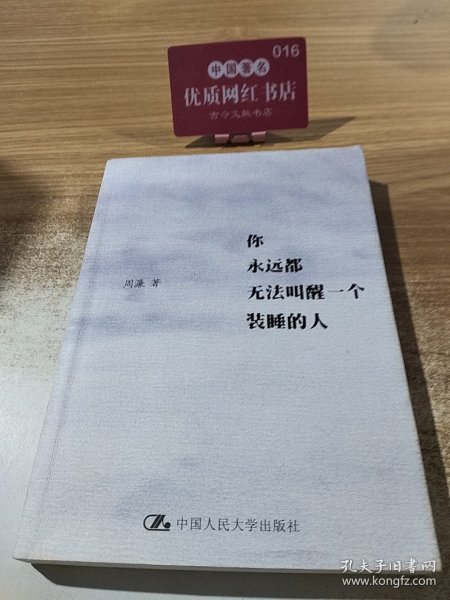 016
中国著名
优质网红书店
古今文献书店
你
永远都
无法叫醒一个
装睡的人
周濂 著
中国人民大学出版社
孔夫子旧书网
www.kongfz.com